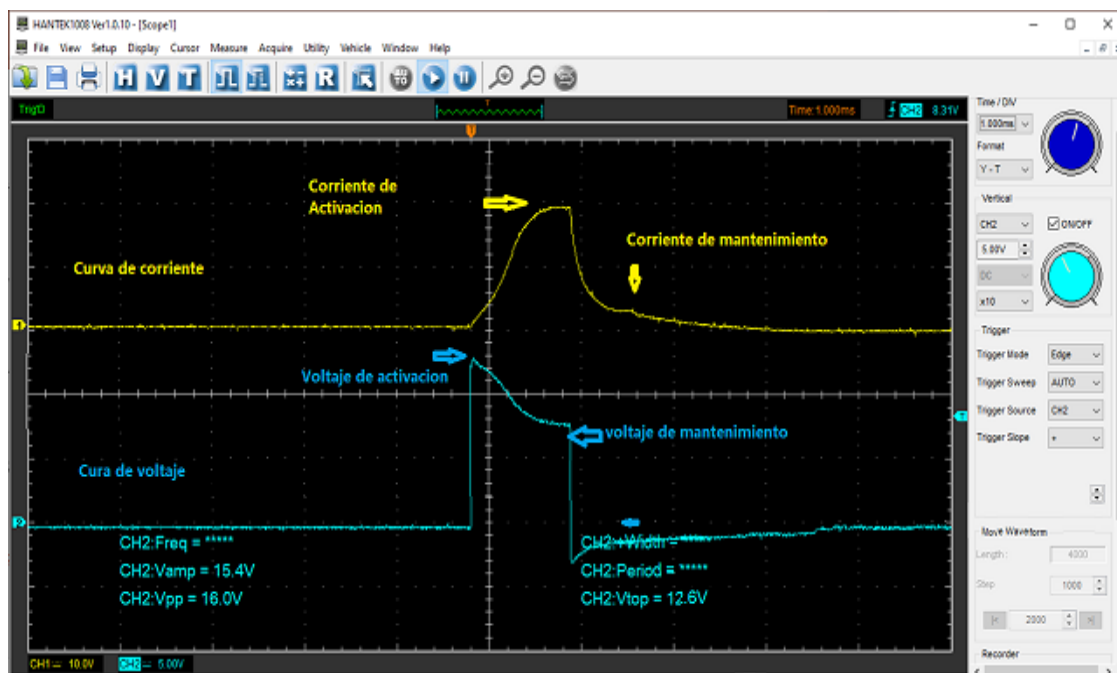 HANTEK1008 Ver1.0.10 - [Scope1]
File View Setup Display Cursor Measure Acquire Utility Vehicle Window Help
H V T R
Trig'D
T
Time:1.000ms
CH2 8.31V
Time / DIV
1.000ms
Format
Y - T
Vertical
CH2
ON/OFF
5.00V
DC
x10
Trigger
Trigger Mode Edge
Trigger Sweep AUTO
Trigger Source CH2
Trigger Slope +
Move Waveform
Length: 4000
Step 1000
2000
Recorder
T
Corriente de
Activacion
Corriente de mantenimiento
Curva de corriente
1
Voltaje de activacion
voltaje de mantenimiento
T
Cura de voltaje
2
CH2:Freq = *****
CH2:Vamp = 15.4V
CH2:Vpp = 16.0V
CH2:+Width =
CH2:Period = *****
CH2:Vtop = 12.6V
CH1 10.0V
CH2 5.00V